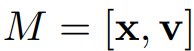 M = [𝐱, 𝐯]